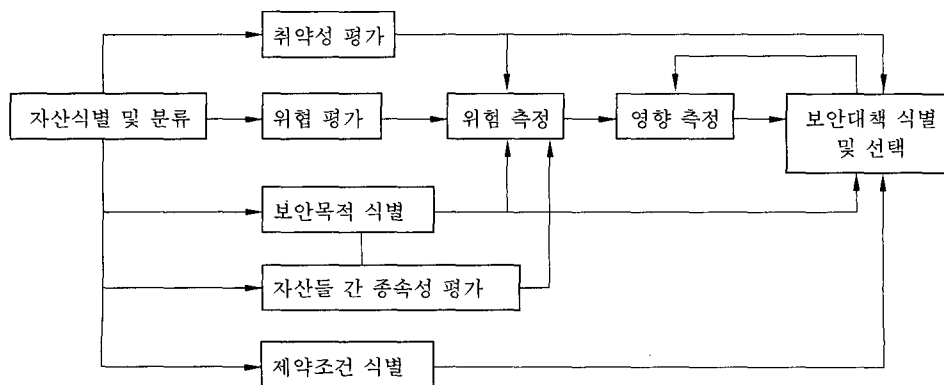 취약성 평가
자산식별 및 분류
위협 평가
위험 측정
영향 측정
보안대책 식별
및 선택
보안목적 식별
자산들 간 종속성 평가
제약조건 식별